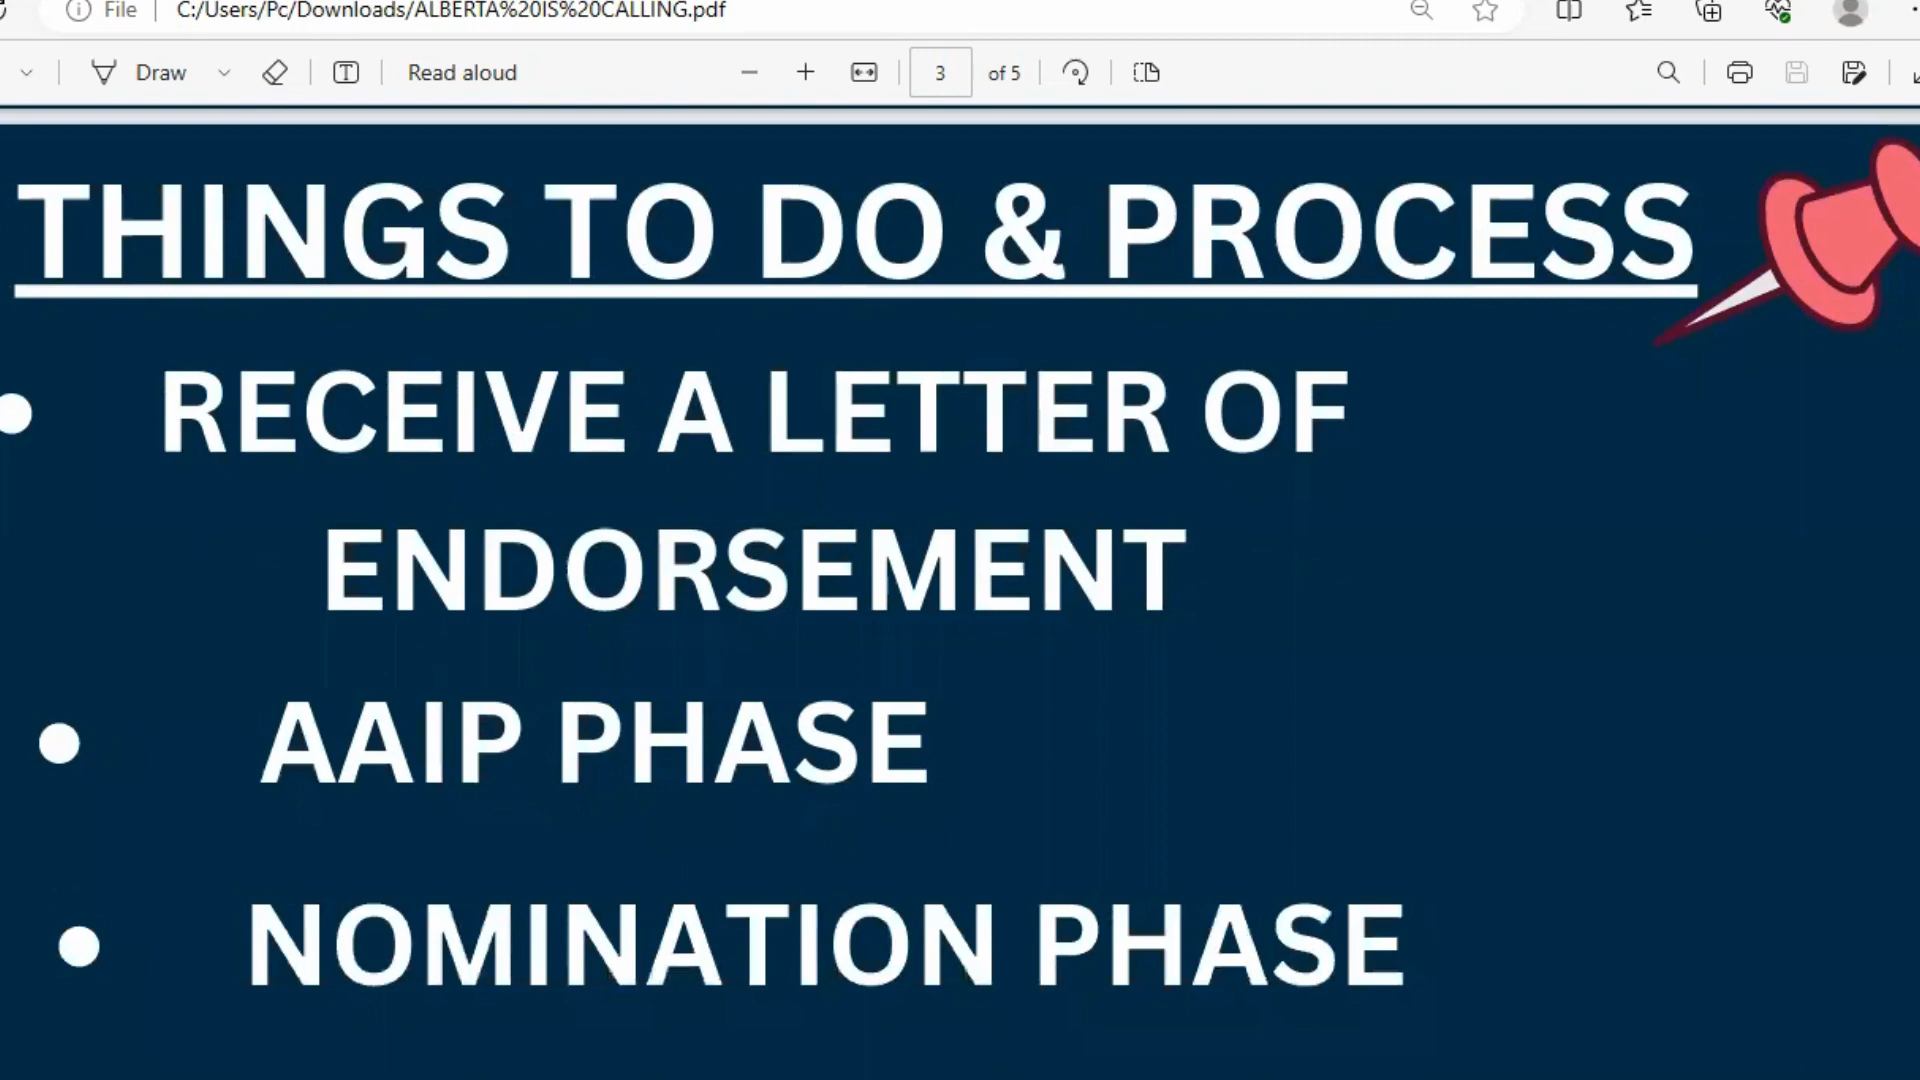 File
C:/Users/Pc/Downloads/ALBERTA%20IS%20CALLING.pdf
Draw
Read aloud
3
of 5
THINGS TO DO & PROCESS
• RECEIVE A LETTER OF
ENDORSEMENT
• AAIP PHASE
• NOMINATION PHASE